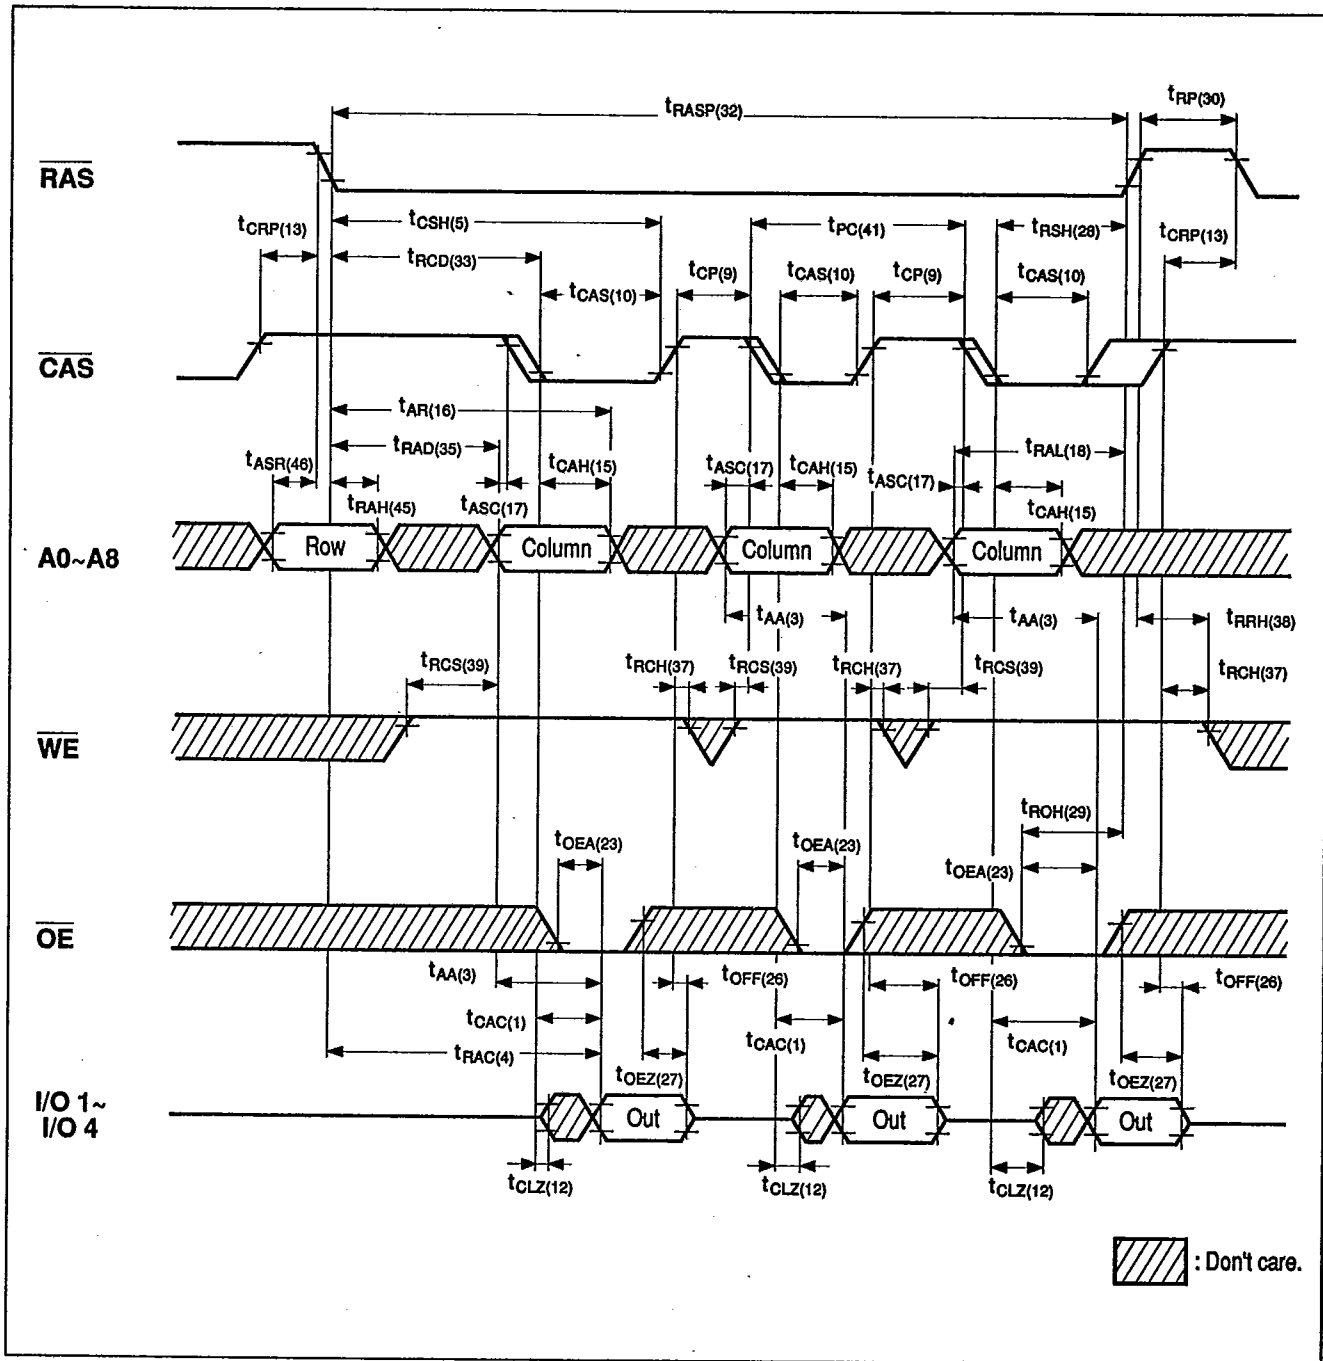 tRASP(32)
tRP(30)
RAS
tCRP(13)
tCSH(5)
tPC(41)
tRSH(28)
tCRP(13)
tRCD(33)
tCP(9)
tCAS(10)
tCP(9)
tCAS(10)
tCAS(10)
CAS
tAR(16)
tRAD(35)
tRAL(18)
tASR(46)
tCAH(15)
tASC(17)
tCAH(15)
tASC(17)
tRAH(45)
tASC(17)
tCAH(15)
A0~A8
Row
Column
Column
Column
tAA(3)
tAA(3)
tRRH(38)
tRCS(39)
tRCH(37)
tRCS(39)
tRCH(37)
tRCS(39)
tRCH(37)
WE
tROH(29)
tOEA(23)
tOEA(23)
tOEA(23)
OE
tAA(3)
tOFF(26)
tOFF(26)
tOFF(26)
tCAC(1)
tCAC(1)
tCAC(1)
tRAC(4)
tOEZ(27)
tOEZ(27)
tOEZ(27)
I/O 1~
I/O 4
Out
Out
Out
tCLZ(12)
tCLZ(12)
tCLZ(12)
: Don't care.